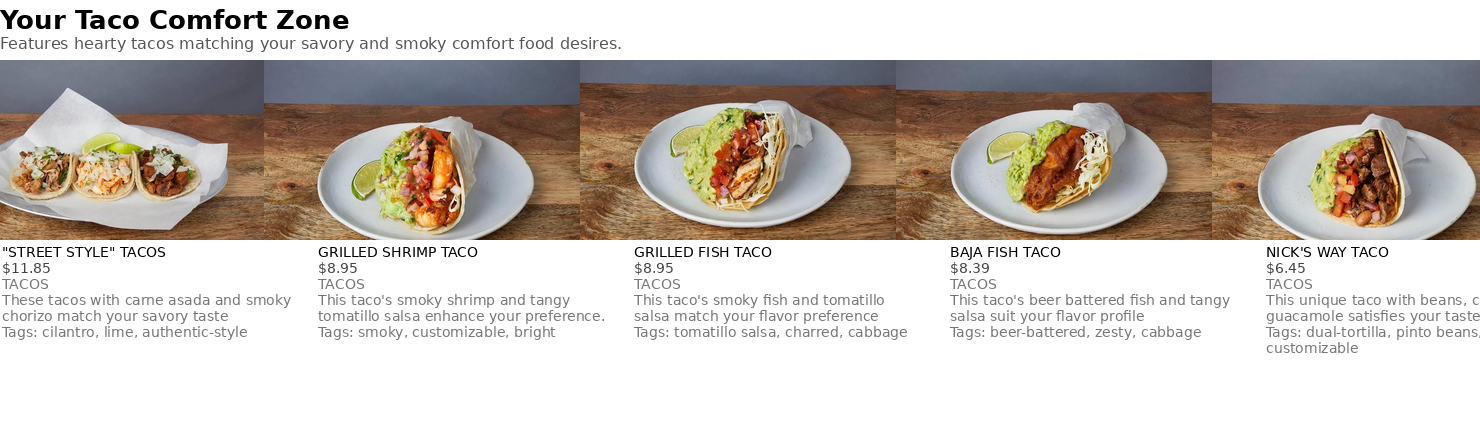 Your Taco Comfort Zone
Features hearty tacos matching your savory and smoky comfort food desires.
"STREET STYLE" TACOS
$11.85
TACOS
These tacos with carne asada and smoky
chorizo match your savory taste
Tags: cilantro, lime, authentic-style
GRILLED SHRIMP TACO
$8.95
TACOS
This taco's smoky shrimp and tangy
tomatillo salsa enhance your preference.
Tags: smoky, customizable, bright
GRILLED FISH TACO
$8.95
TACOS
This taco's smoky fish and tomatillo
salsa match your flavor preference
Tags: tomatillo salsa, charred, cabbage
BAJA FISH TACO
$8.39
TACOS
This taco's beer battered fish and tangy
salsa suit your flavor profile
Tags: beer-battered, zesty, cabbage
NICK'S WAY TACO
$6.45
TACOS
This unique taco with beans,
guacamole satisfies your taste
Tags: dual-tortilla, pinto beans,
customizable